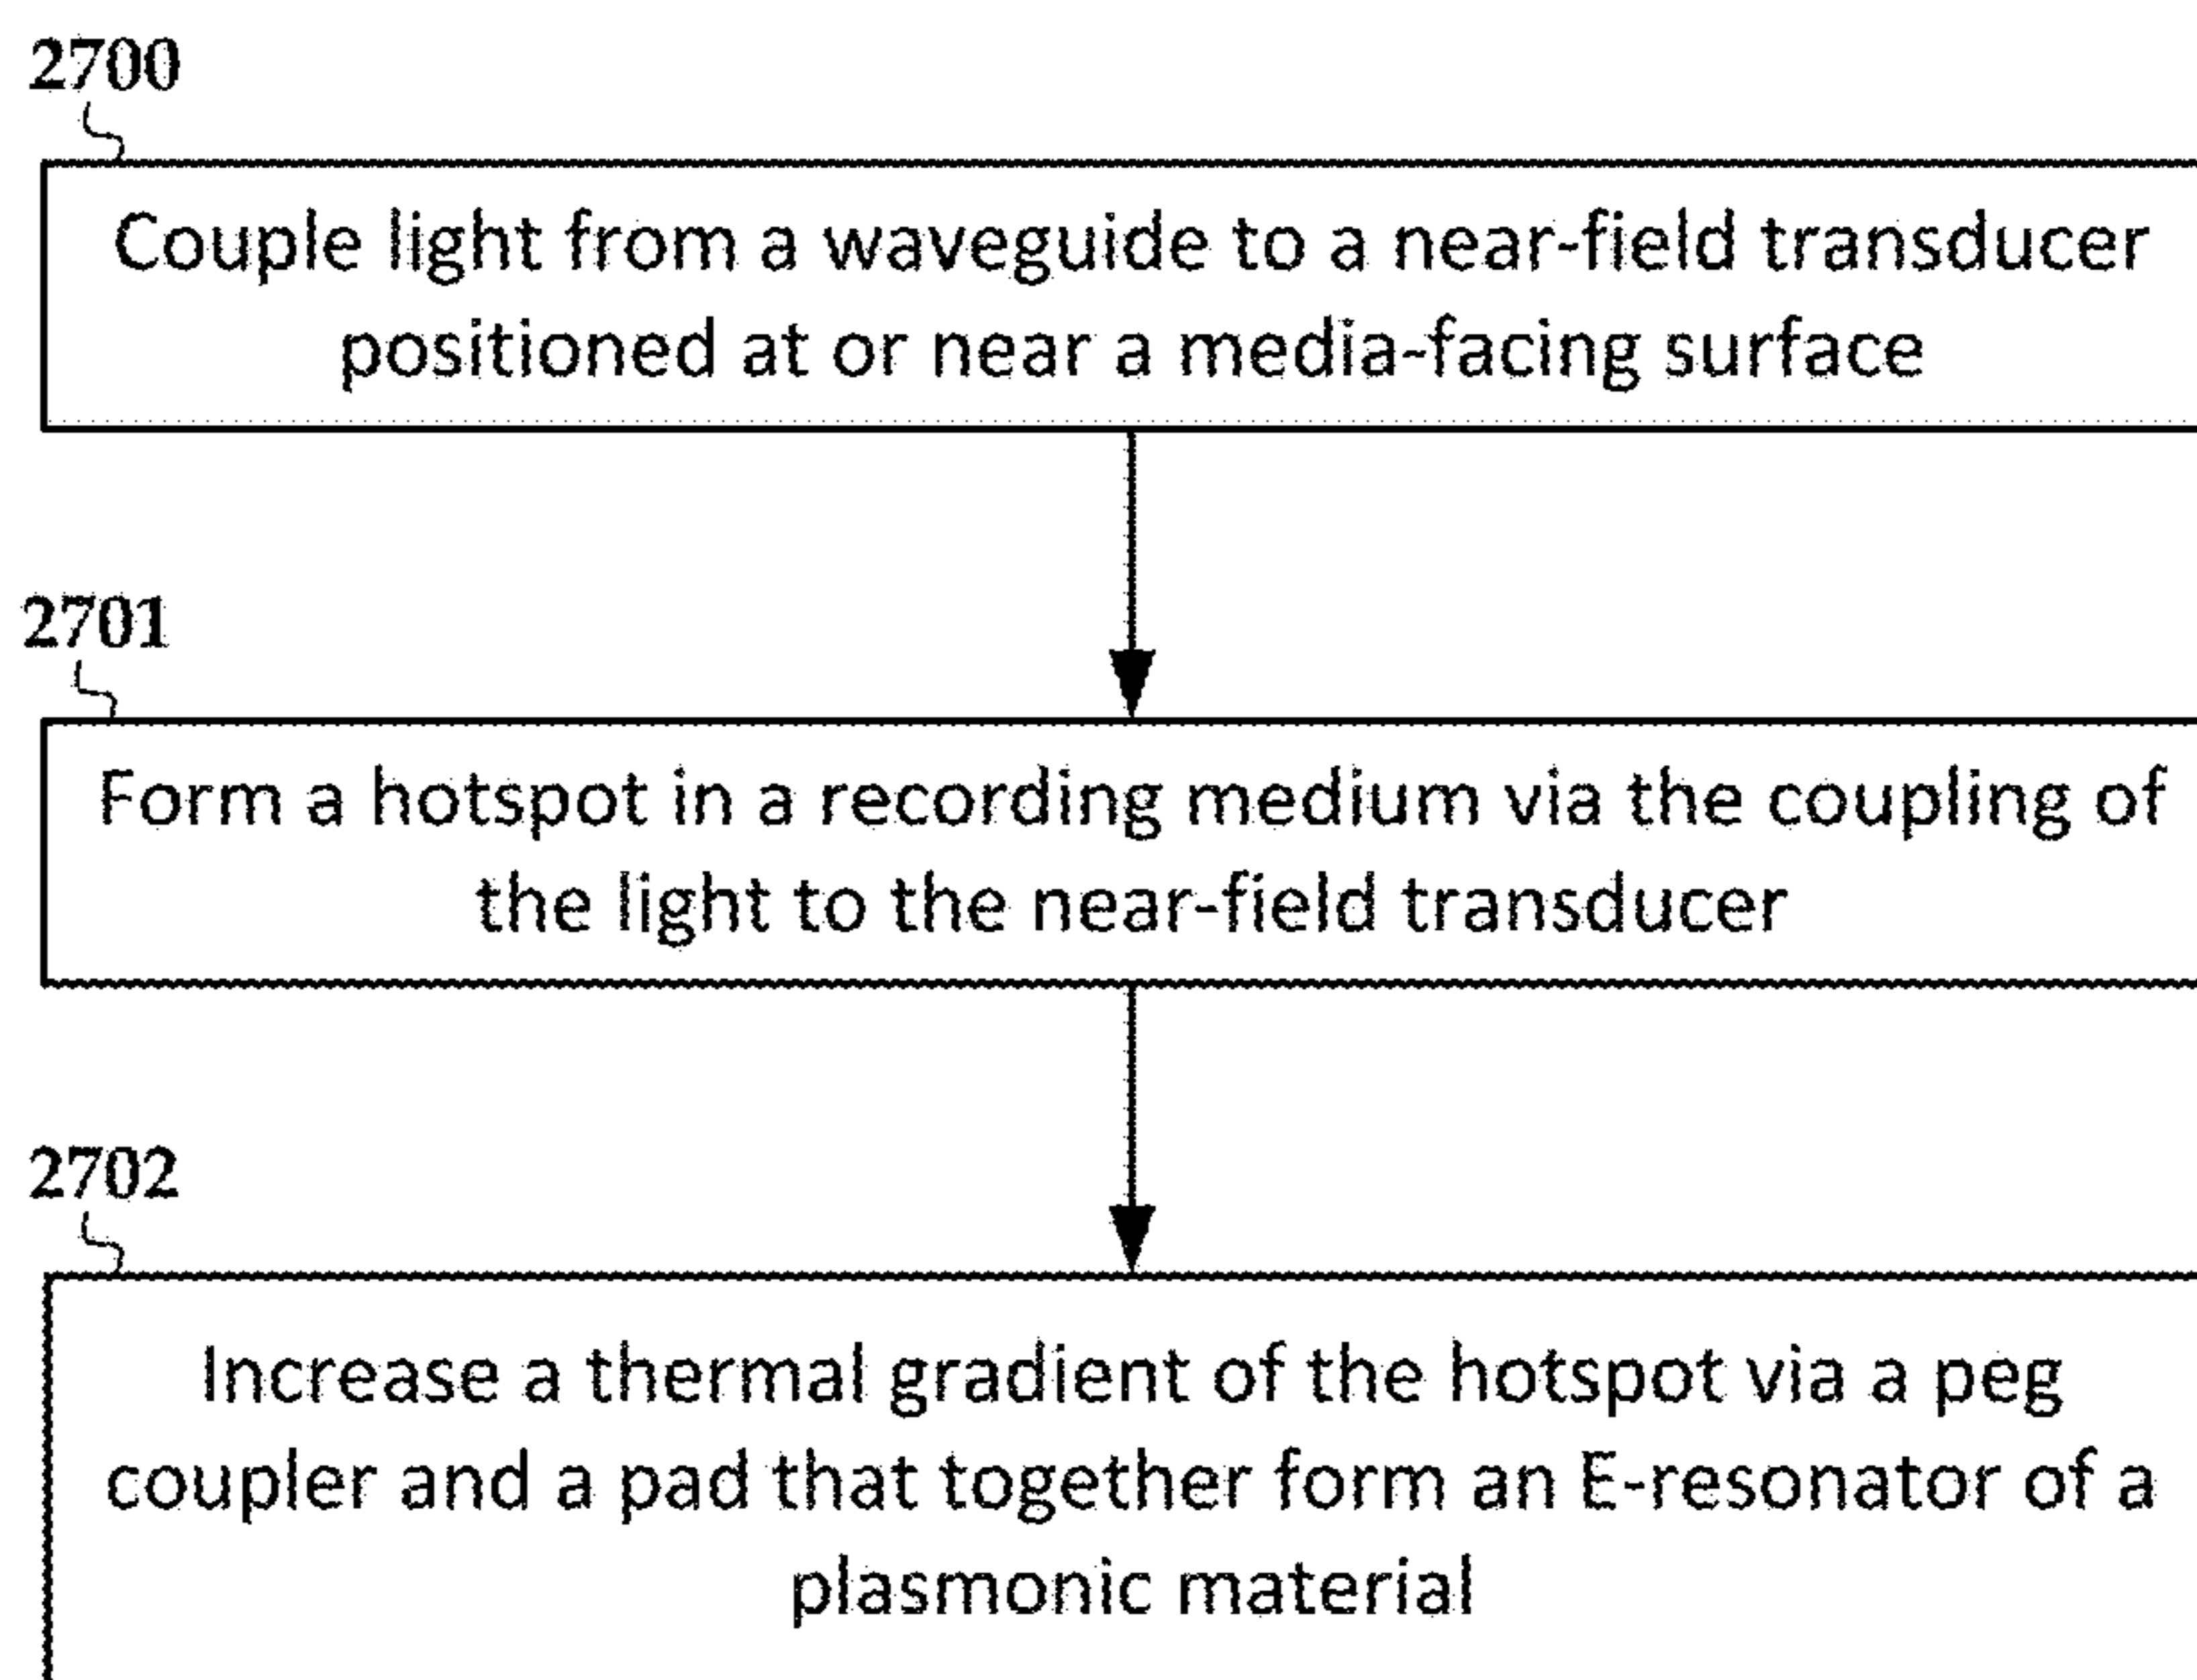 2700
Couple light from a waveguide to a near-field transducer
positioned at or near a media-facing surface
2701
Form a hotspot in a recording medium via the coupling of
the light to the near-field transducer
2702
Increase a thermal gradient of the hotspot via a peg
coupler and a pad that together form an E-resonator of a
plasmonic material